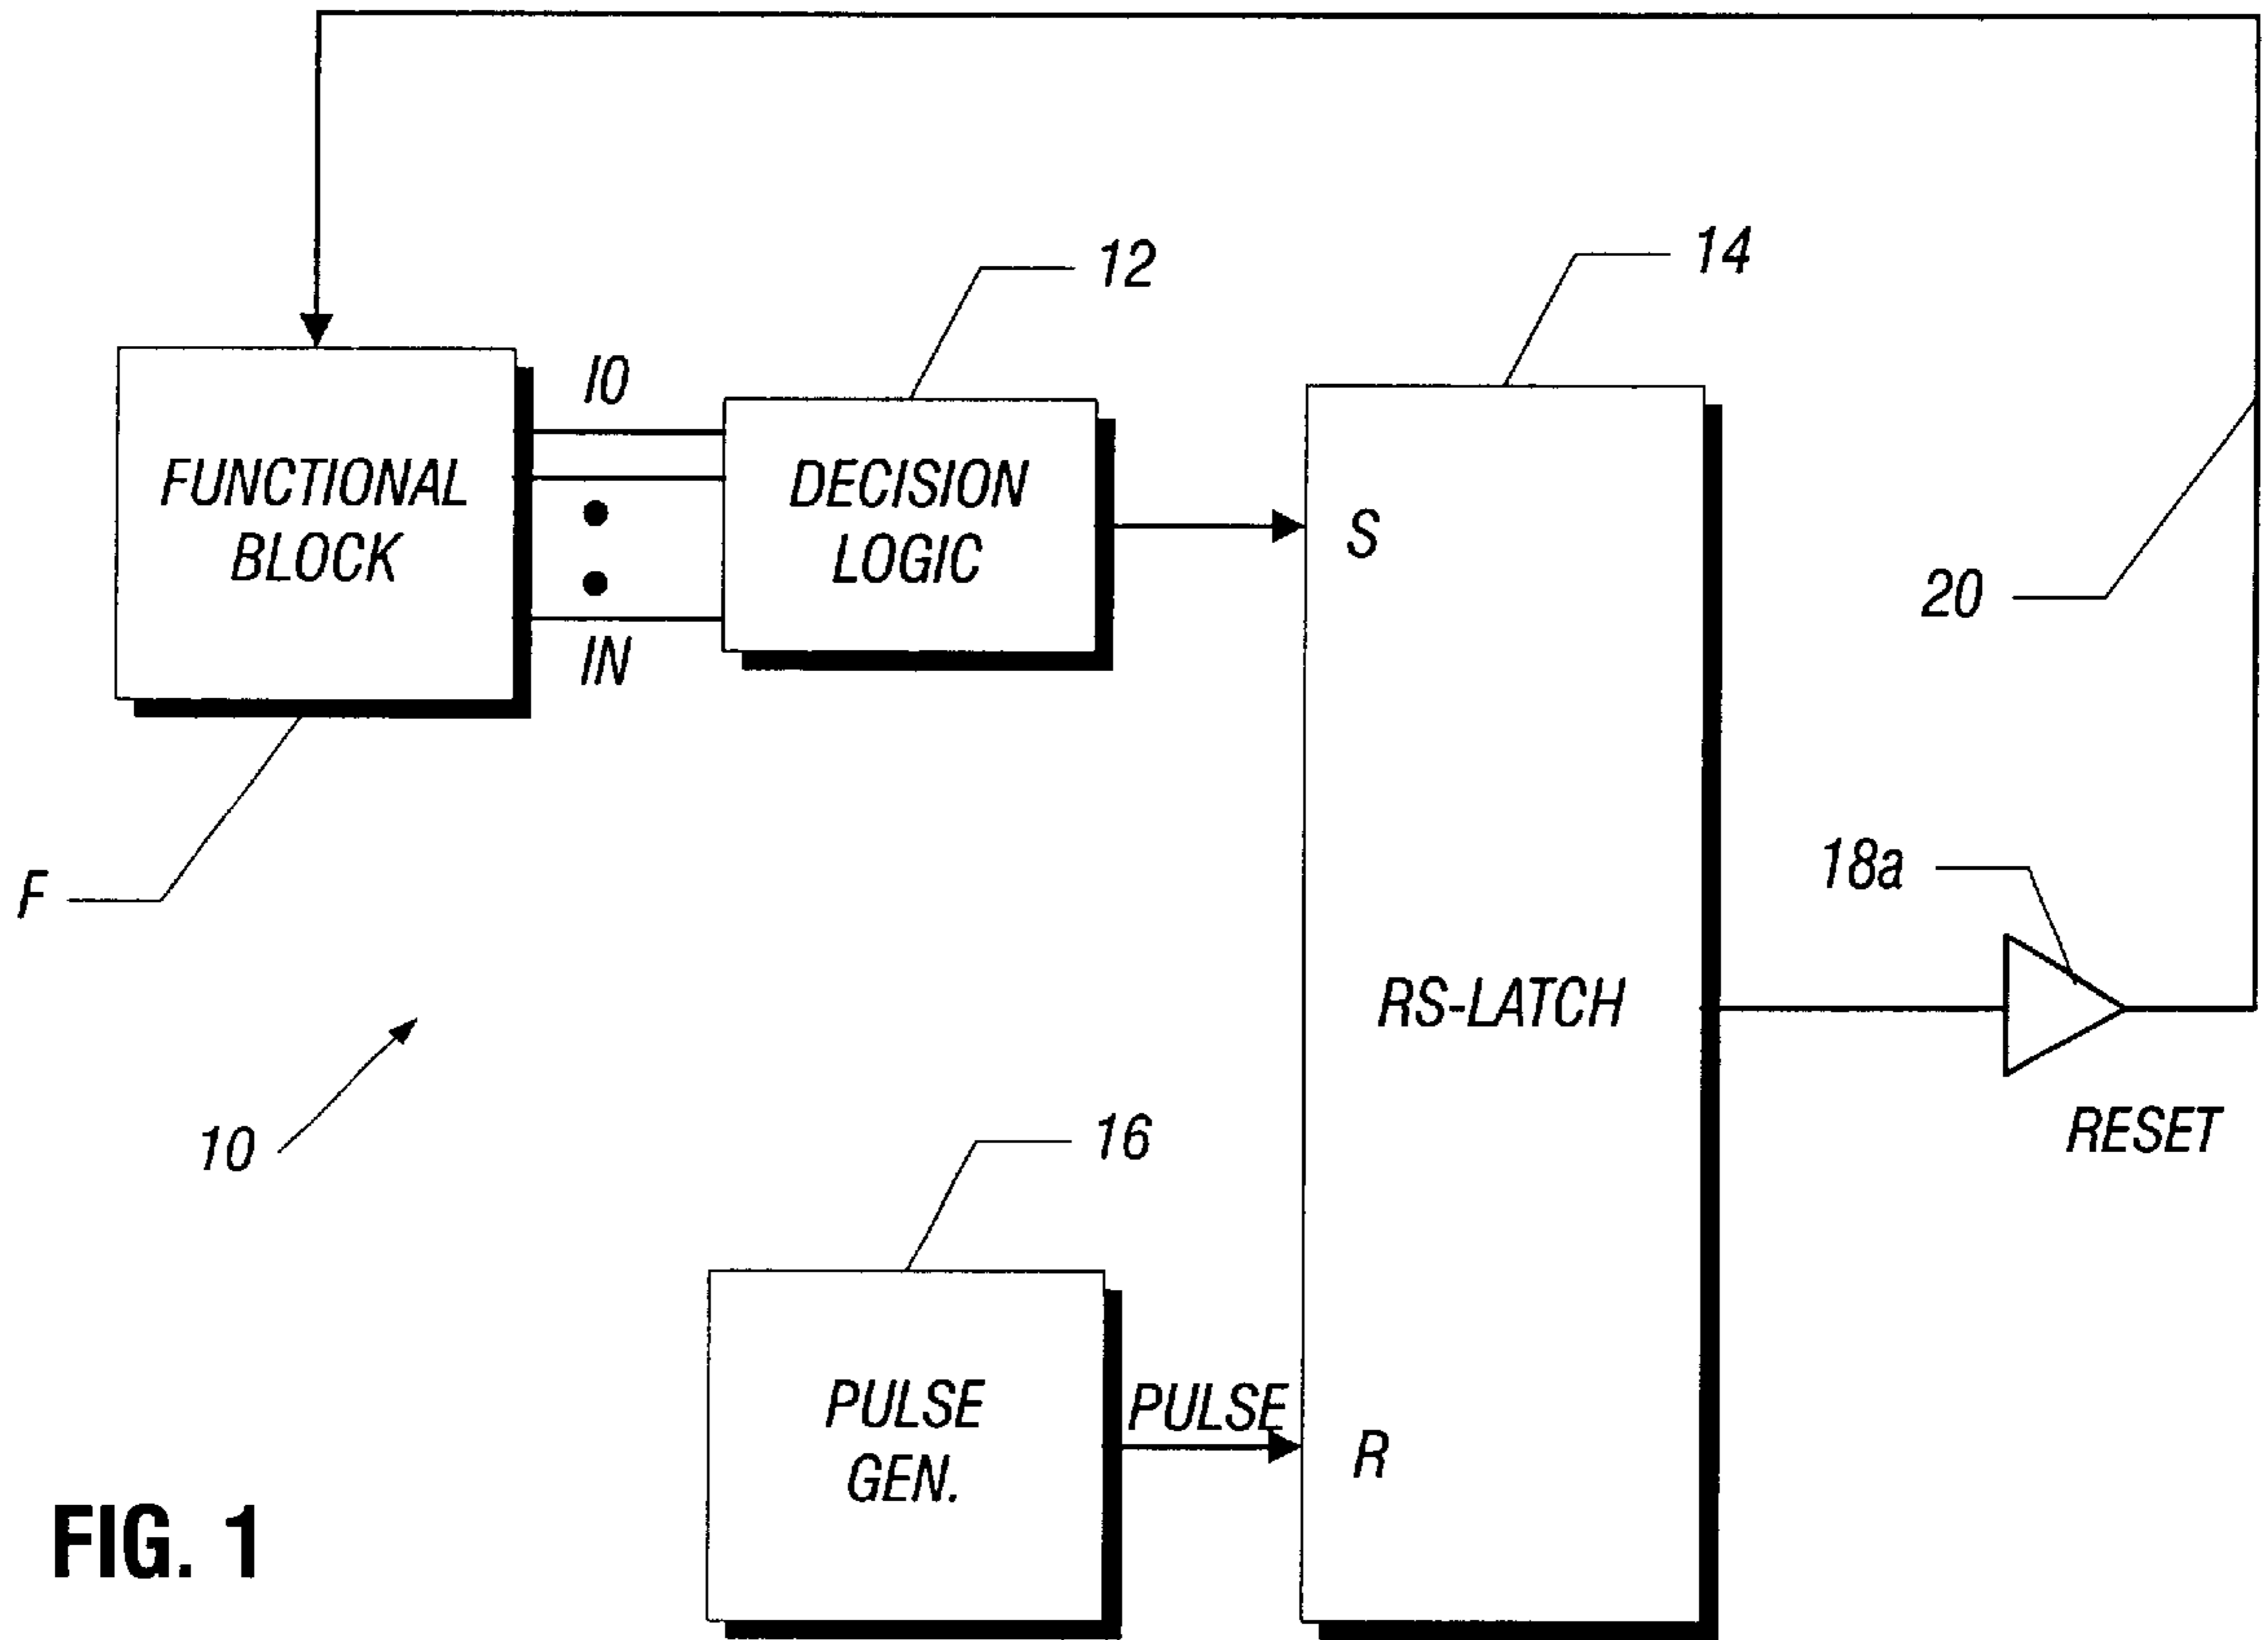 12
14
I0
FUNCTIONAL
BLOCK
DECISION
LOGIC
S
20
IN
18a
F
RS-LATCH
10
16
RESET
PULSE
GEN.
PULSE
R
FIG. 1